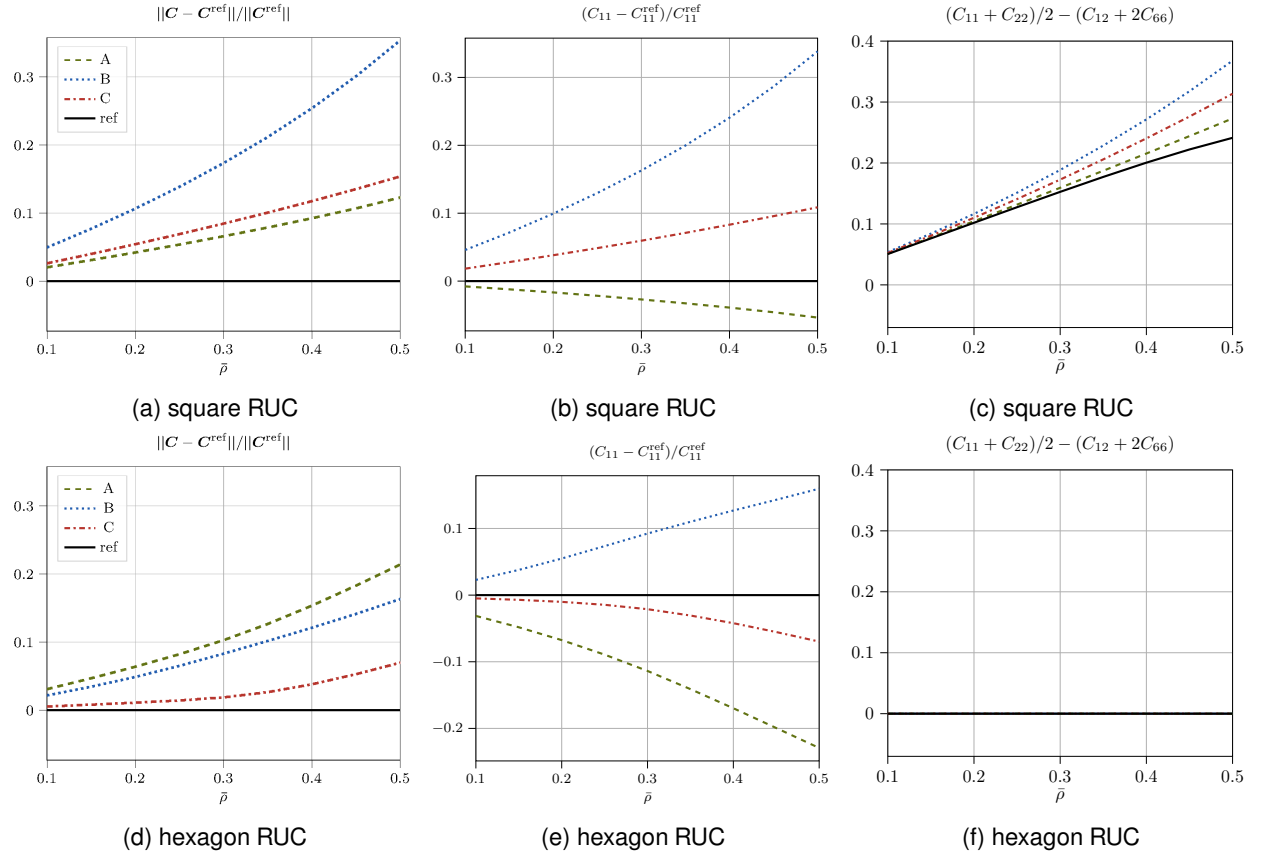 ||C − C^ref||/||C^ref||
0.3
0.2
0.1
0
A
B
C
ref
0.1 0.2 0.3 0.4 0.5
ρ̄
(a) square RUC
(C₁₁ − C₁₁^ref)/C₁₁^ref
0.3
0.2
0.1
0
0.1 0.2 0.3 0.4 0.5
ρ̄
(b) square RUC
(C₁₁ + C₂₂)/2 − (C₁₂ + 2C₆₆)
0.4
0.3
0.2
0.1
0
0.1 0.2 0.3 0.4 0.5
ρ̄
(c) square RUC
||C − C^ref||/||C^ref||
0.3
0.2
0.1
0
A
B
C
ref
0.1 0.2 0.3 0.4 0.5
ρ̄
(d) hexagon RUC
(C₁₁ − C₁₁^ref)/C₁₁^ref
0.1
0
−0.1
−0.2
0.1 0.2 0.3 0.4 0.5
ρ̄
(e) hexagon RUC
(C₁₁ + C₂₂)/2 − (C₁₂ + 2C₆₆)
0.4
0.3
0.2
0.1
0
0.1 0.2 0.3 0.4 0.5
ρ̄
(f) hexagon RUC